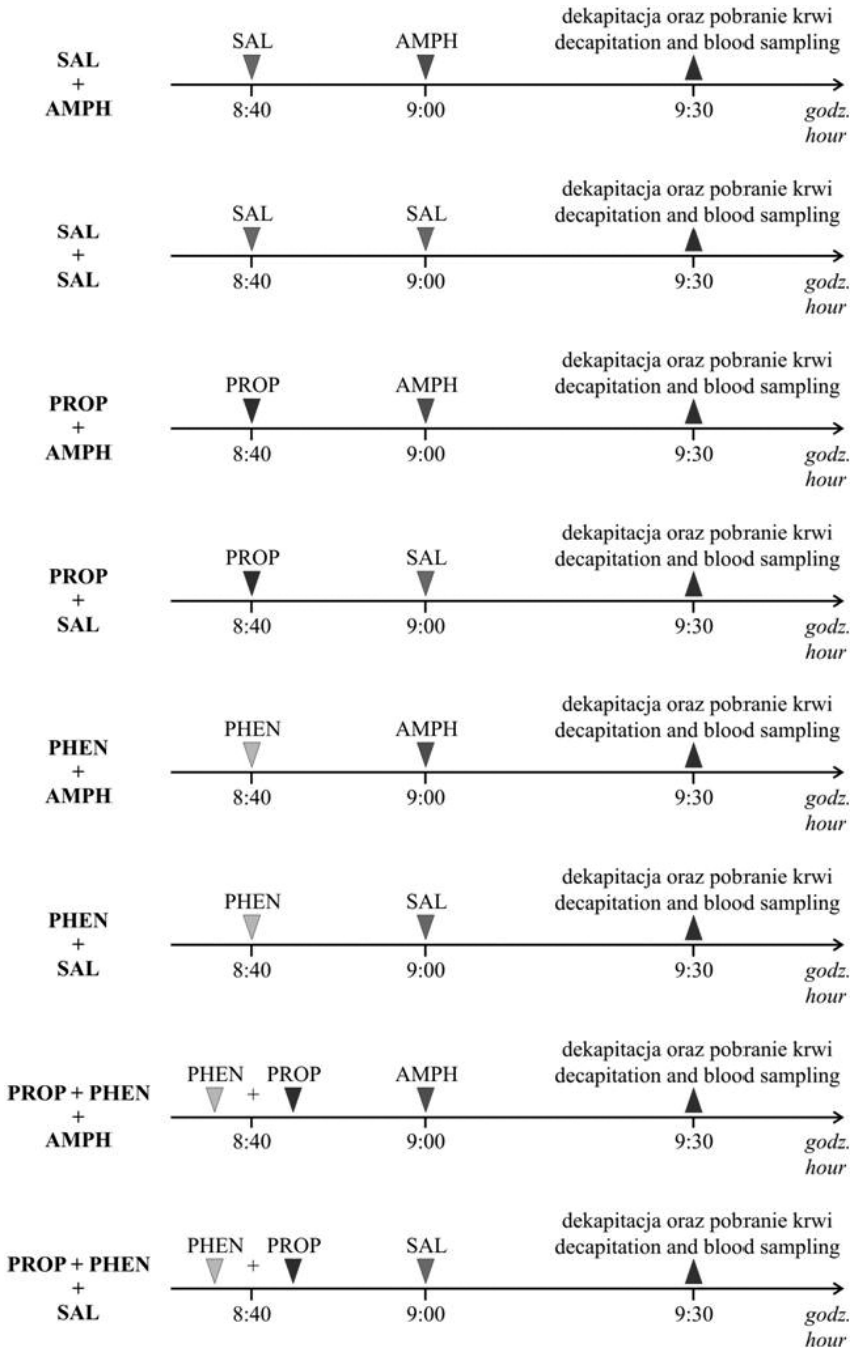 dekapitacja oraz pobranie krwi
SAL AMPH decapitation and blood sampling
SAL
+
AMPH
8:40 9:00 9:30 godz.
hour
dekapitacja oraz pobranie krwi
SAL SAL decapitation and blood sampling
SAL
+
SAL
8:40 9:00 9:30 godz.
hour
dekapitacja oraz pobranie krwi
PROP AMPH decapitation and blood sampling
PROP
+
AMPH
8:40 9:00 9:30 godz.
hour
dekapitacja oraz pobranie krwi
PROP SAL decapitation and blood sampling
PROP
+
SAL
8:40 9:00 9:30 godz.
hour
dekapitacja oraz pobranie krwi
PHEN AMPH decapitation and blood sampling
PHEN
+
AMPH
8:40 9:00 9:30 godz.
hour
dekapitacja oraz pobranie krwi
PHEN SAL decapitation and blood sampling
PHEN
+
SAL
8:40 9:00 9:30 godz.
hour
dekapitacja oraz pobranie krwi
PHEN + PROP AMPH decapitation and blood sampling
PROP + PHEN
+
AMPH
8:40 9:00 9:30 godz.
hour
dekapitacja oraz pobranie krwi
PHEN + PROP SAL decapitation and blood sampling
PROP + PHEN
+
SAL
8:40 9:00 9:30 godz.
hour